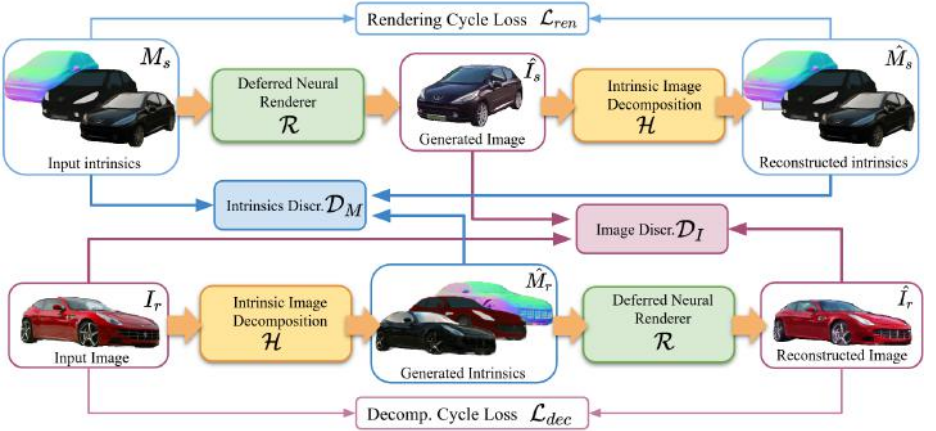 Rendering Cycle Loss ℒren
Ms
Input intrinsics
Deferred Neural
Renderer
ℛ
Îs
Generated Image
Intrinsic Image
Decomposition
ℋ
M̂s
Reconstructed intrinsics
Intrinsics Discr. 𝒟M
Image Discr. 𝒟I
Ir
Input Image
Intrinsic Image
Decomposition
ℋ
M̂r
Generated Intrinsics
Deferred Neural
Renderer
ℛ
Îr
Reconstructed Image
Decomp. Cycle Loss ℒdec